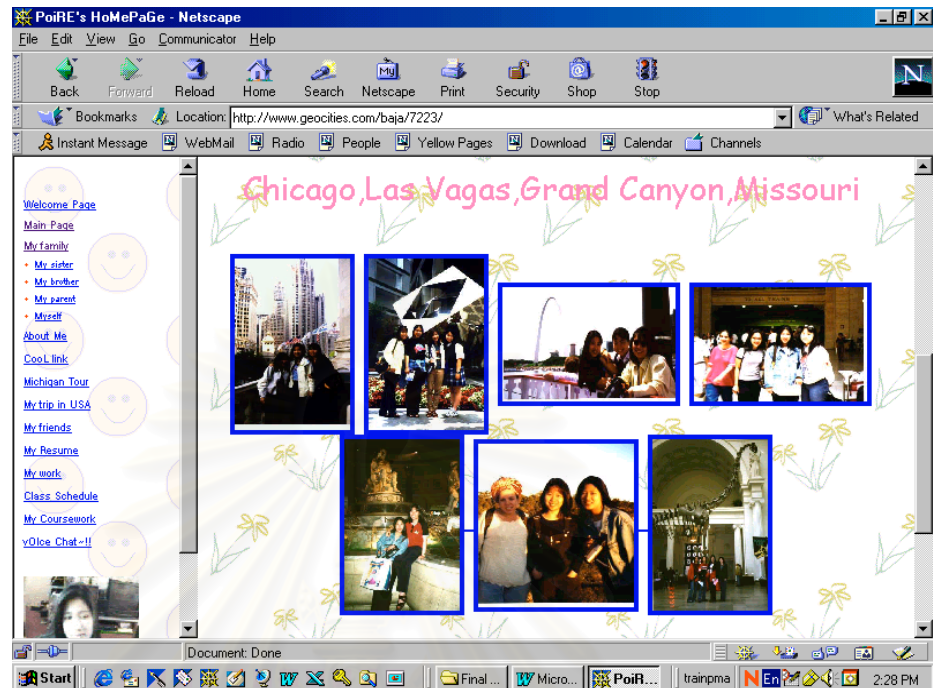 PoiRE's HoMePaGe - Netscape
File Edit View Go Communicator Help
Back Forward Reload Home Search Netscape Print Security Shop Stop
Bookmarks Location: http://www.geocities.com/baja/7223/ What's Related
Instant Message WebMail Radio People Yellow Pages Download Calendar Channels
Chicago,Las Vagas,Grand Canyon,Missouri
Welcome Page
Main Page
My family
My sister
My brother
My parent
Myself
About Me
CooL link
Michigan Tour
My trip in USA
My friends
My Resume
My work
Class Schedule
My Coursework
vOIce Chat~!!
Document: Done
Start Final ... Micro... PoiR... trainpma En 2:28 PM